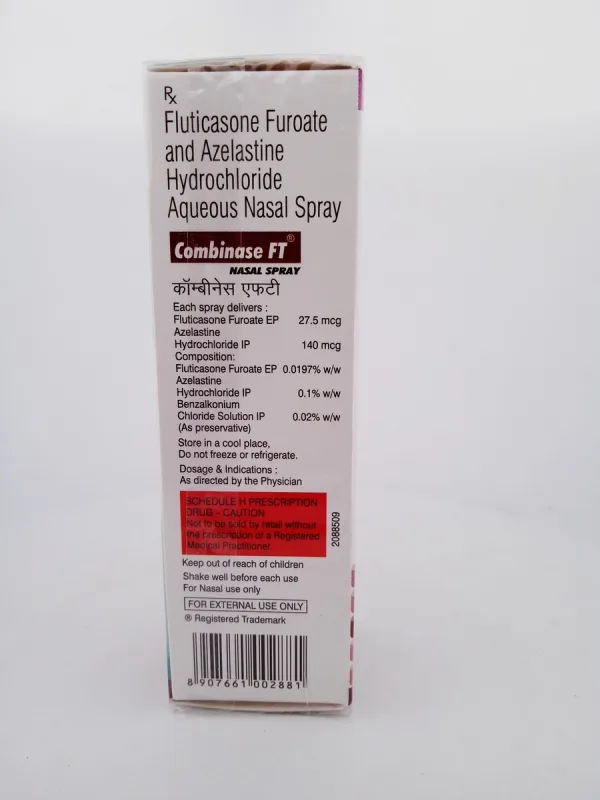 Rx
Fluticasone Furoate
and Azelastine
Hydrochloride
Aqueous Nasal Spray
Combinase FT®
NASAL SPRAY
कॉम्बीनेस एफटी
Each spray delivers :
Fluticasone Furoate EP 27.5 mcg
Azelastine
Hydrochloride IP 140 mcg
Composition:
Fluticasone Furoate EP 0.0197% w/w
Azelastine
Hydrochloride IP 0.1% w/w
Benzalkonium
Chloride Solution IP 0.02% w/w
(As preservative)
Store in a cool place,
Do not freeze or refrigerate.
Dosage & Indications :
As directed by the Physician
SCHEDULE H PRESCRIPTION
DRUG - CAUTION
Not to be sold by retail without
the prescription of a Registered
Medical Practitioner.
2088509
Keep out of reach of children
Shake well before each use
For Nasal use only
FOR EXTERNAL USE ONLY
® Registered Trademark
8 907661 002881